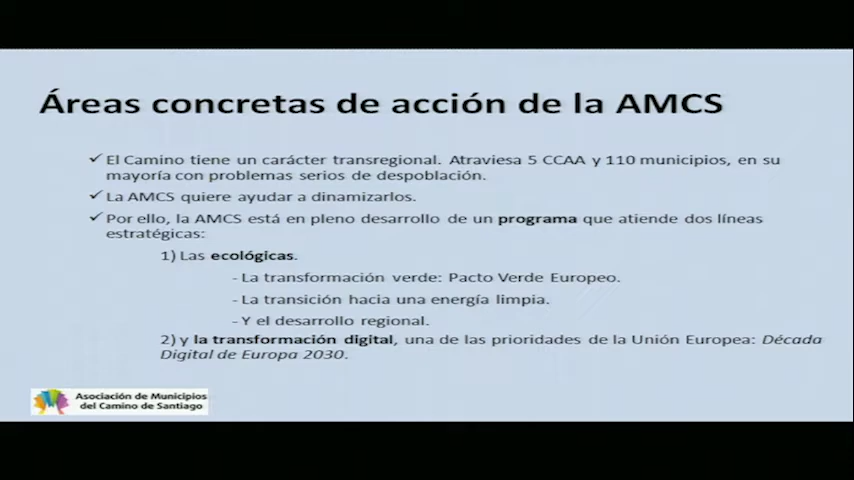 Áreas concretas de acción de la AMCS
✓ El Camino tiene un carácter transregional. Atraviesa 5 CCAA y 110 municipios, en su
mayoría con problemas serios de despoblación.
✓ La AMCS quiere ayudar a dinamizarlos.
✓ Por ello, la AMCS está en pleno desarrollo de un programa que atiende dos líneas
estratégicas:
1) Las ecológicas.
- La transformación verde: Pacto Verde Europeo.
- La transición hacia una energía limpia.
- Y el desarrollo regional.
2) y la transformación digital, una de las prioridades de la Unión Europea: Década
Digital de Europa 2030.
Asociación de Municipios
del Camino de Santiago